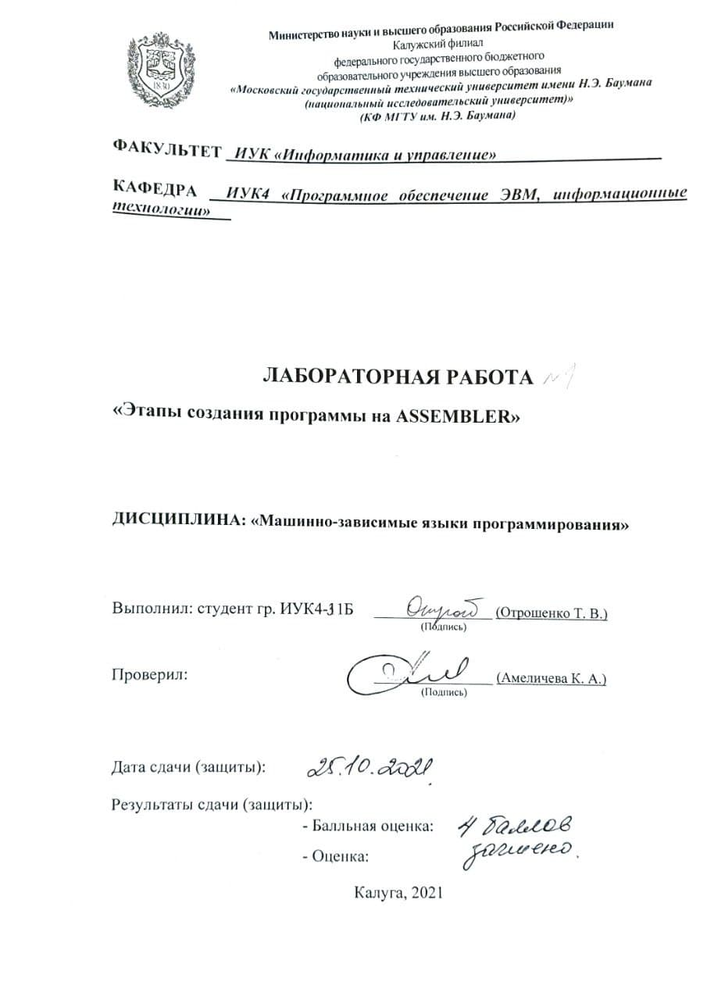 Министерство науки и высшего образования Российской Федерации
Калужский филиал
федерального государственного бюджетного
образовательного учреждения высшего образования
«Московский государственный технический университет имени Н.Э. Баумана
(национальный исследовательский университет)»
(КФ МГТУ им. Н.Э. Баумана)
1830
ФАКУЛЬТЕТ ИУК «Информатика и управление»
КАФЕДРА ИУК4 «Программное обеспечение ЭВМ, информационные
технологии»
ЛАБОРАТОРНАЯ РАБОТА №1
«Этапы создания программы на ASSEMBLER»
ДИСЦИПЛИНА: «Машинно-зависимые языки программирования»
Выполнил: студент гр. ИУК4-31Б (Отрошенко Т. В.)
(Подпись)
Проверил: (Амеличева К. А.)
(Подпись)
Дата сдачи (защиты): 25.10.2021
Результаты сдачи (защиты):
- Балльная оценка: 4 баллов
- Оценка: зачтено.
Калуга, 2021